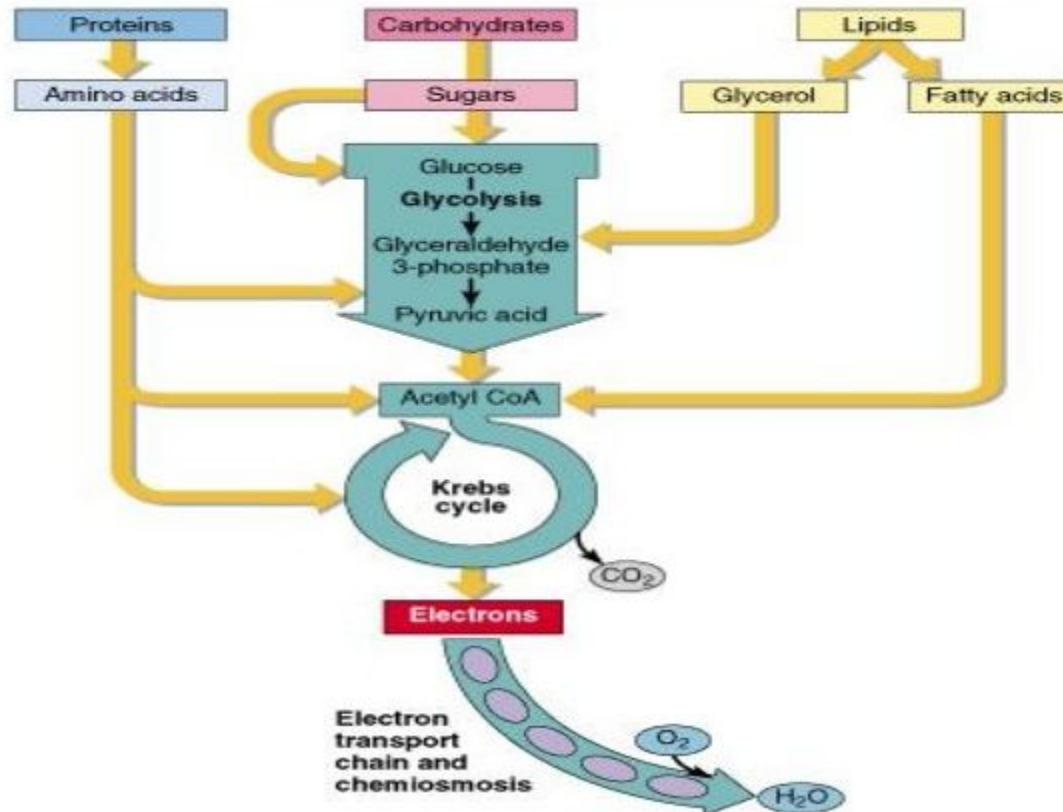 Proteins
Carbohydrates
Lipids
Amino acids
Sugars
Glycerol
Fatty acids
Glucose
Glycolysis
Glyceraldehyde
3-phosphate
Pyruvic acid
Acetyl CoA
Krebs
cycle
CO₂
Electrons
Electron
transport
chain and
chemiosmosis
O₂
H₂O